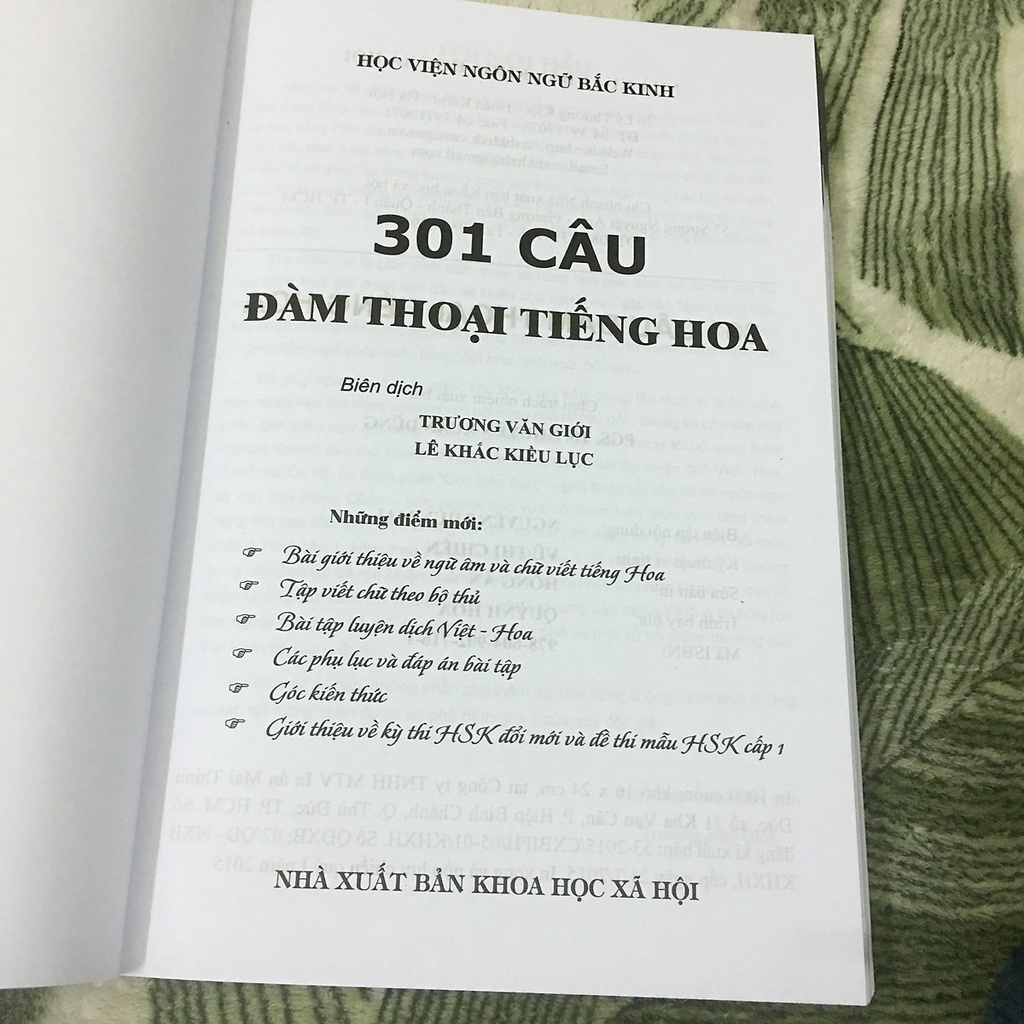 HỌC VIỆN NGÔN NGỮ BẮC KINH
301 CÂU
ĐÀM THOẠI TIẾNG HOA
Biên dịch
TRƯƠNG VĂN GIỚI
LÊ KHẮC KIỀU LỤC
Những điểm mới:
☞ Bài giới thiệu về ngữ âm và chữ viết tiếng Hoa
☞ Tập viết chữ theo bộ thủ
☞ Bài tập luyện dịch Việt - Hoa
☞ Các phụ lục và đáp án bài tập
☞ Góc kiến thức
☞ Giới thiệu về kỳ thi HSK đổi mới và đề thi mẫu HSK cấp 1
NHÀ XUẤT BẢN KHOA HỌC XÃ HỘI